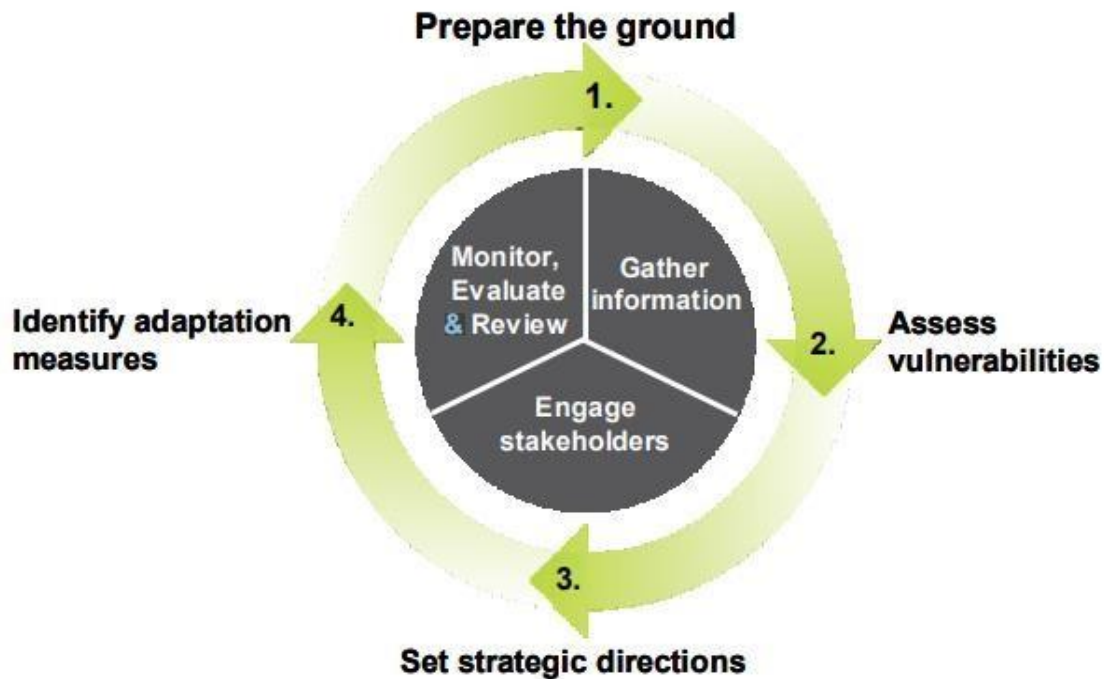 Prepare the ground
1.
Monitor,
Evaluate
& Review
Gather
information
Identify adaptation
measures
4.
2.
Assess
vulnerabilities
Engage
stakeholders
3.
Set strategic directions